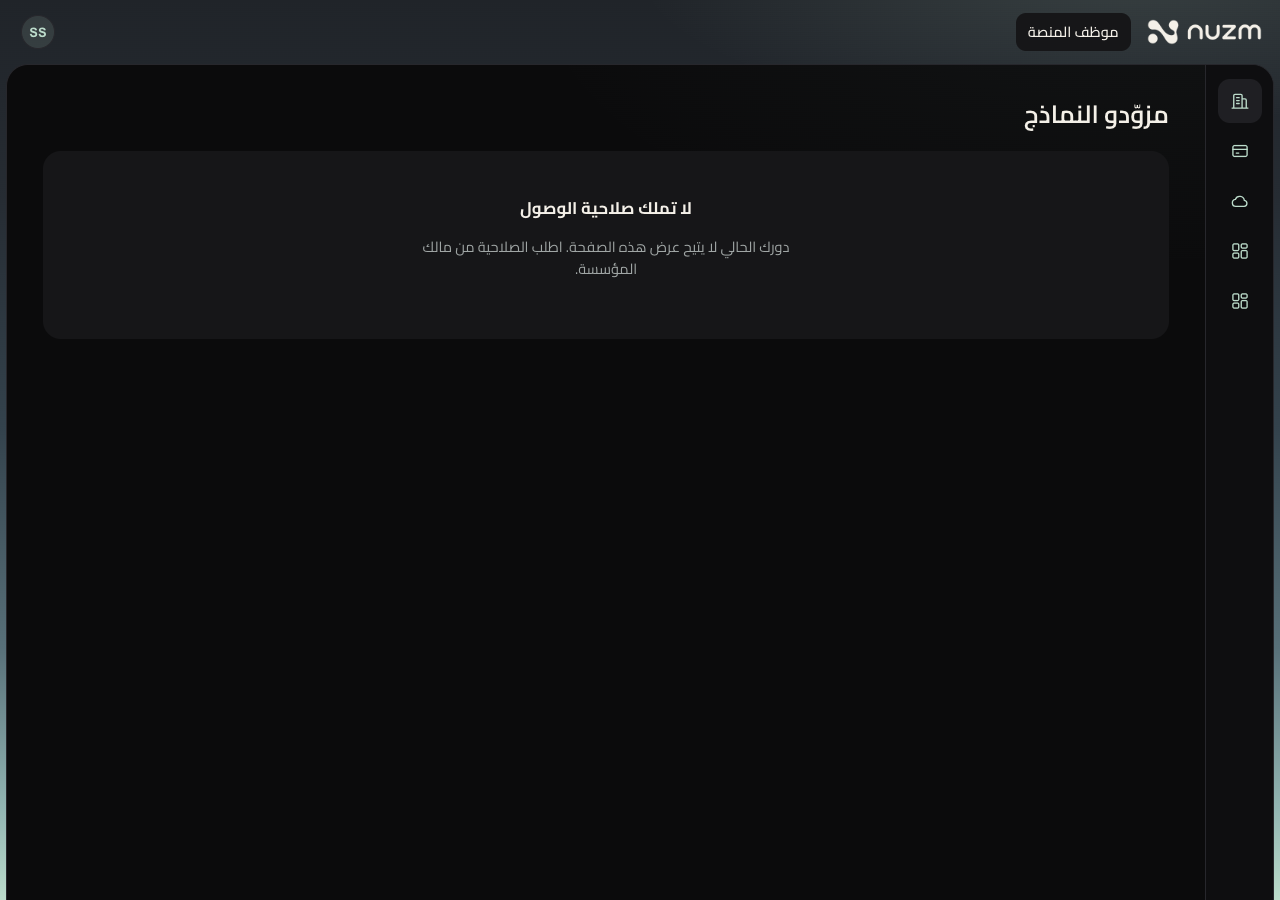 nuzm
موظف المنصة
SS
مزوّدو النماذج
لا تملك صلاحية الوصول
دورك الحالي لا يتيح عرض هذه الصفحة. اطلب الصلاحية من مالك
المؤسسة.